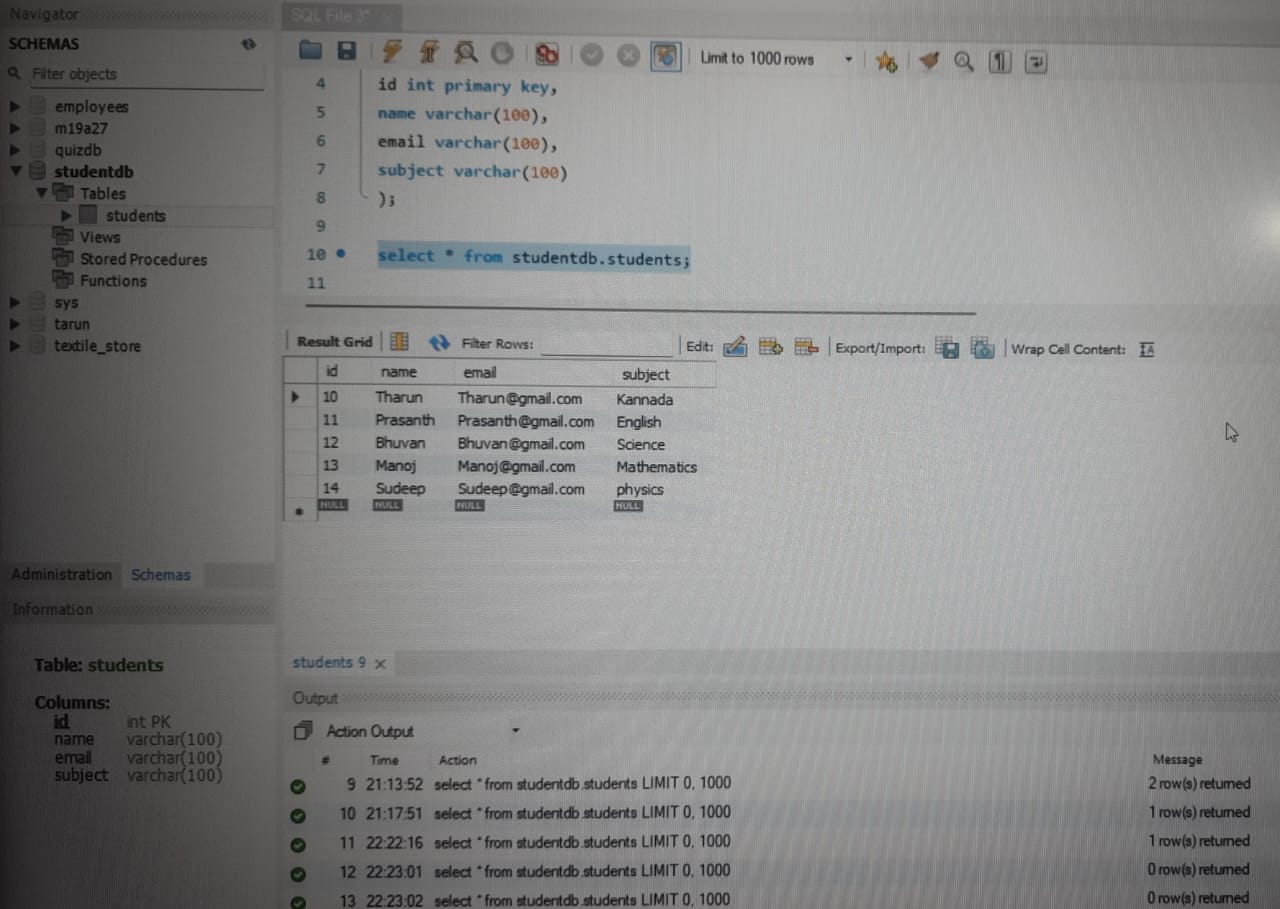 Navigator
SQL File 3* ×
SCHEMAS
Filter objects
employees
m19a27
quizdb
studentdb
Tables
students
Views
Stored Procedures
Functions
sys
tarun
textile_store
Administration Schemas
Information
Table: students
Columns:
id int PK
name varchar(100)
email varchar(100)
subject varchar(100)
Limit to 1000 rows
4 id int primary key,
5 name varchar(100),
6 email varchar(100),
7 subject varchar(100)
8 );
9
10 select * from studentdb.students;
11
Result Grid Filter Rows: Edit: Export/Import: Wrap Cell Content: IA
id name email subject
10 Tharun Tharun@gmail.com Kannada
11 Prasanth Prasanth@gmail.com English
12 Bhuvan Bhuvan@gmail.com Science
13 Manoj Manoj@gmail.com Mathematics
14 Sudeep Sudeep@gmail.com physics
NULL NULL NULL NULL
students 9 ×
Output
Action Output
# Time Action Message
9 21:13:52 select * from studentdb.students LIMIT 0, 1000 2 row(s) returned
10 21:17:51 select * from studentdb.students LIMIT 0, 1000 1 row(s) returned
11 22:22:16 select * from studentdb.students LIMIT 0, 1000 1 row(s) returned
12 22:23:01 select * from studentdb.students LIMIT 0, 1000 0 row(s) returned
13 22:23:02 select * from studentdb.students LIMIT 0, 1000 0 row(s) returned